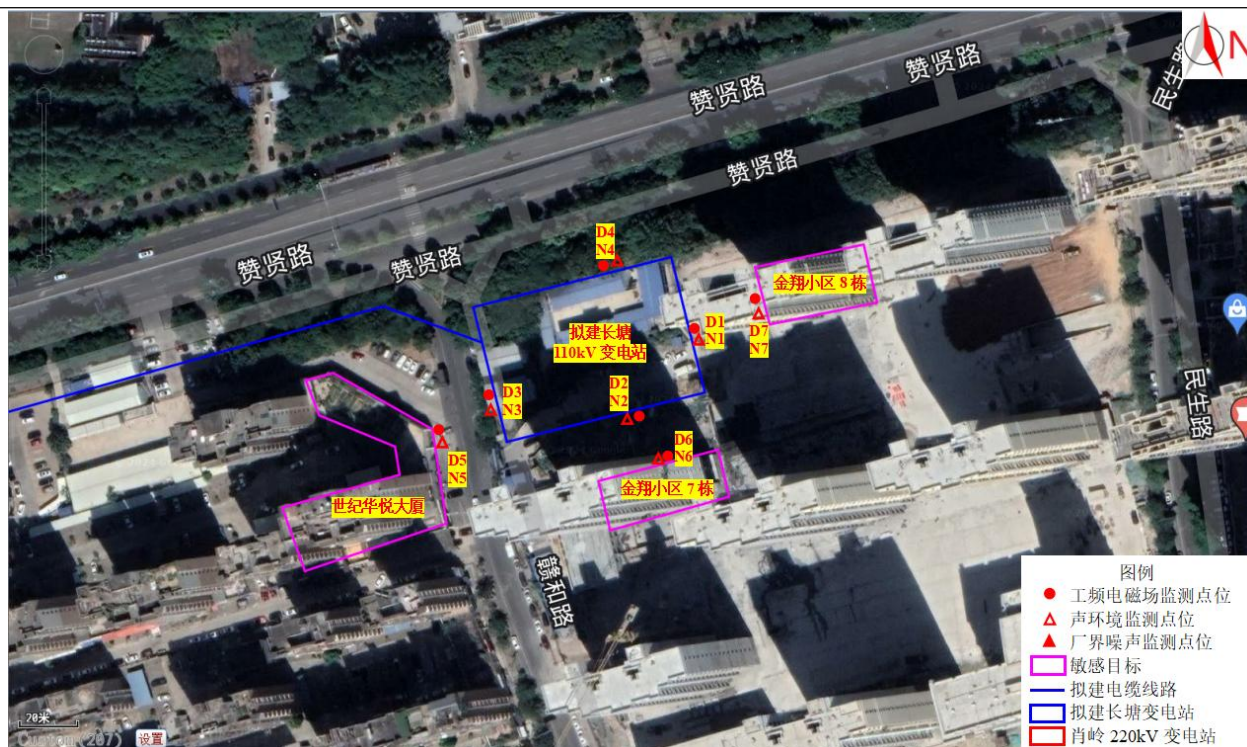 N
民生路
赞贤路
赞贤路
赞贤路
赞贤路
赞贤路
D4
N4
金翔小区 8 栋
拟建长塘
110kV 变电站
D1
N1
D7
N7
D2
N2
D3
N3
D6
N6
D5
N5
世纪华悦大厦
金翔小区 7 栋
民生路
赣和路
图例
工频电磁场监测点位
声环境监测点位
厂界噪声监测点位
敏感目标
拟建电缆线路
拟建长塘变电站
肖岭 220kV 变电站
20米
设置